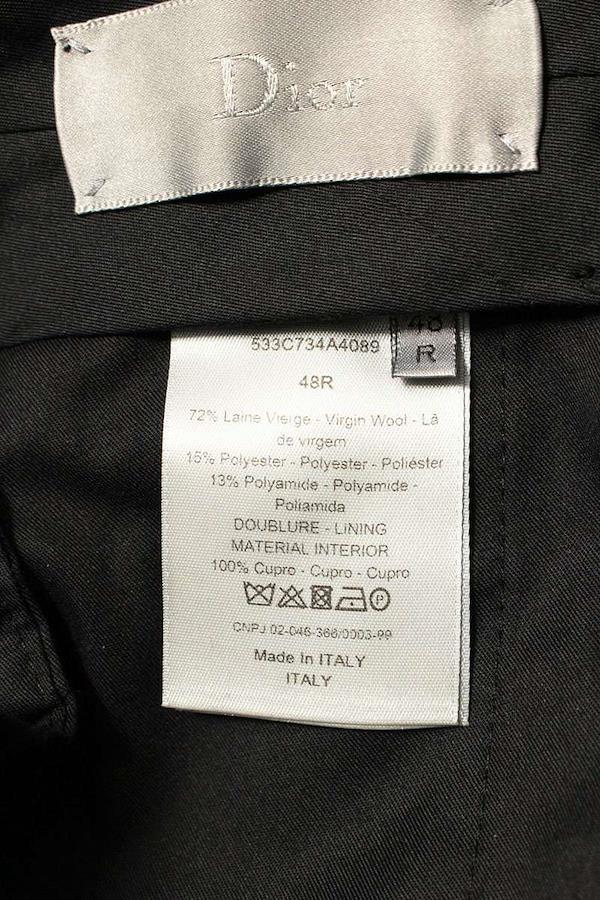 Dior
48
R
533C734A4089
48R
72% Laine Vierge - Virgin Wool - Lã
de virgem
15% Polyester - Polyester - Poliéster
13% Polyamide - Polyamide -
Poliamida
DOUBLURE - LINING
MATERIAL INTERIOR
100% Cupro - Cupro - Cupro
P
CNPJ 02-046-366/0003-99
Made In ITALY
ITALY